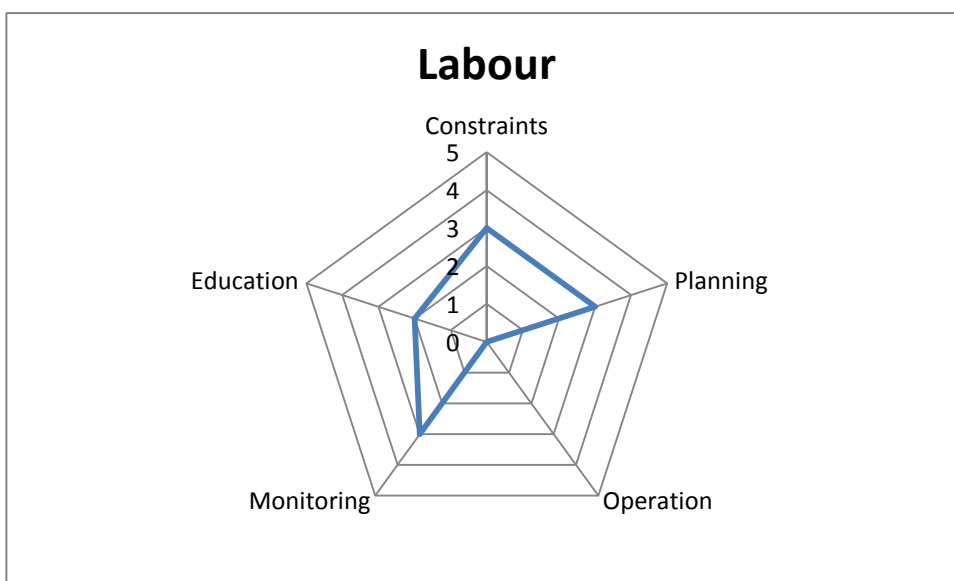 Labour
Constraints
5
4
3
2
1
0
Education
Planning
Monitoring
Operation